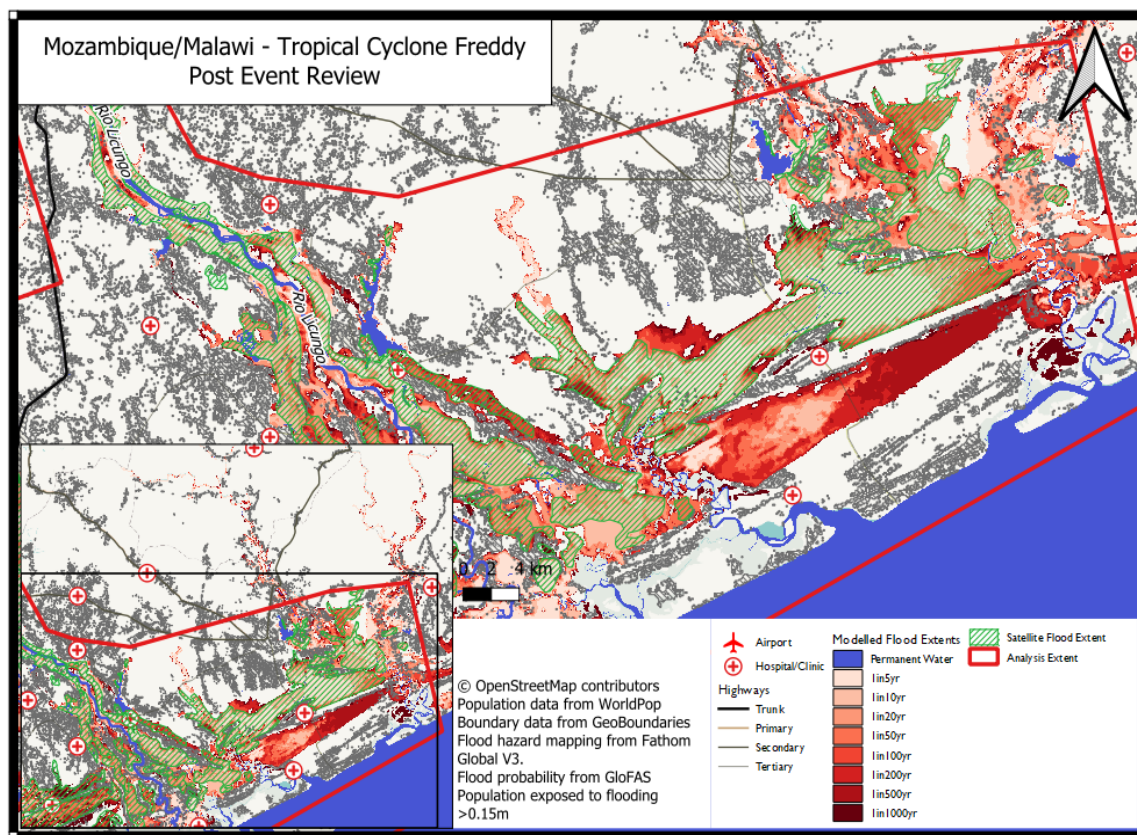 Mozambique/Malawi - Tropical Cyclone Freddy
Post Event Review
Rio Licungo
Rio Licungo
0 2 4 km
© OpenStreetMap contributors
Population data from WorldPop
Boundary data from GeoBoundaries
Flood hazard mapping from Fathom
Global V3.
Flood probability from GloFAS
Population exposed to flooding
>0.15m
Airport
Hospital/Clinic
Highways
Trunk
Primary
Secondary
Tertiary
Modelled Flood Extents
Permanent Water
1in5yr
1in10yr
1in20yr
1in50yr
1in100yr
1in200yr
1in500yr
1in1000yr
Satellite Flood Extent
Analysis Extent